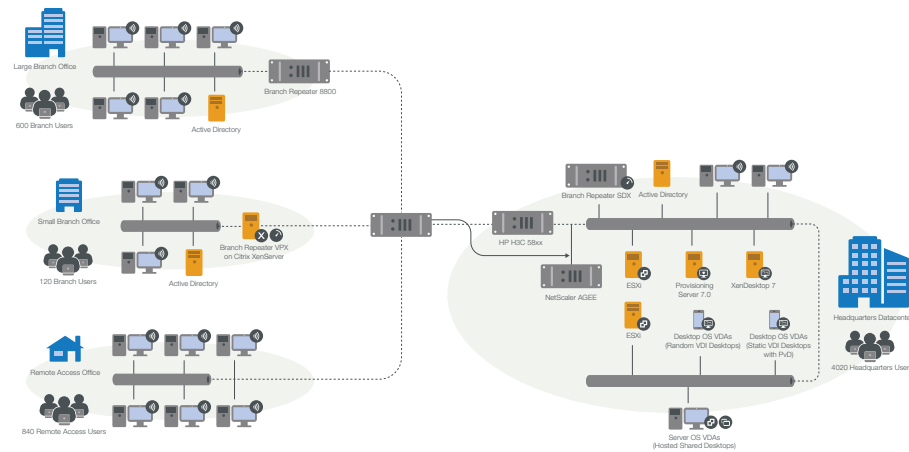 Large Branch Office
600 Branch Users
Active Directory
Branch Repeater 8800
Small Branch Office
120 Branch Users
Active Directory
Branch Repeater VPX
on Citrix XenServer
Remote Access Office
840 Remote Access Users
HP H3C 58xx
NetScaler AGEE
Branch Repeater SDX
Active Directory
ESXi
Provisioning
Server 7.0
XenDesktop 7
ESXi
Desktop OS VDAs
(Random VDI Desktops)
Desktop OS VDAs
(Static VDI Desktops
with PvD)
Server OS VDAs
(Hosted Shared Desktops)
Headquarters Datacenter
4020 Headquarters User